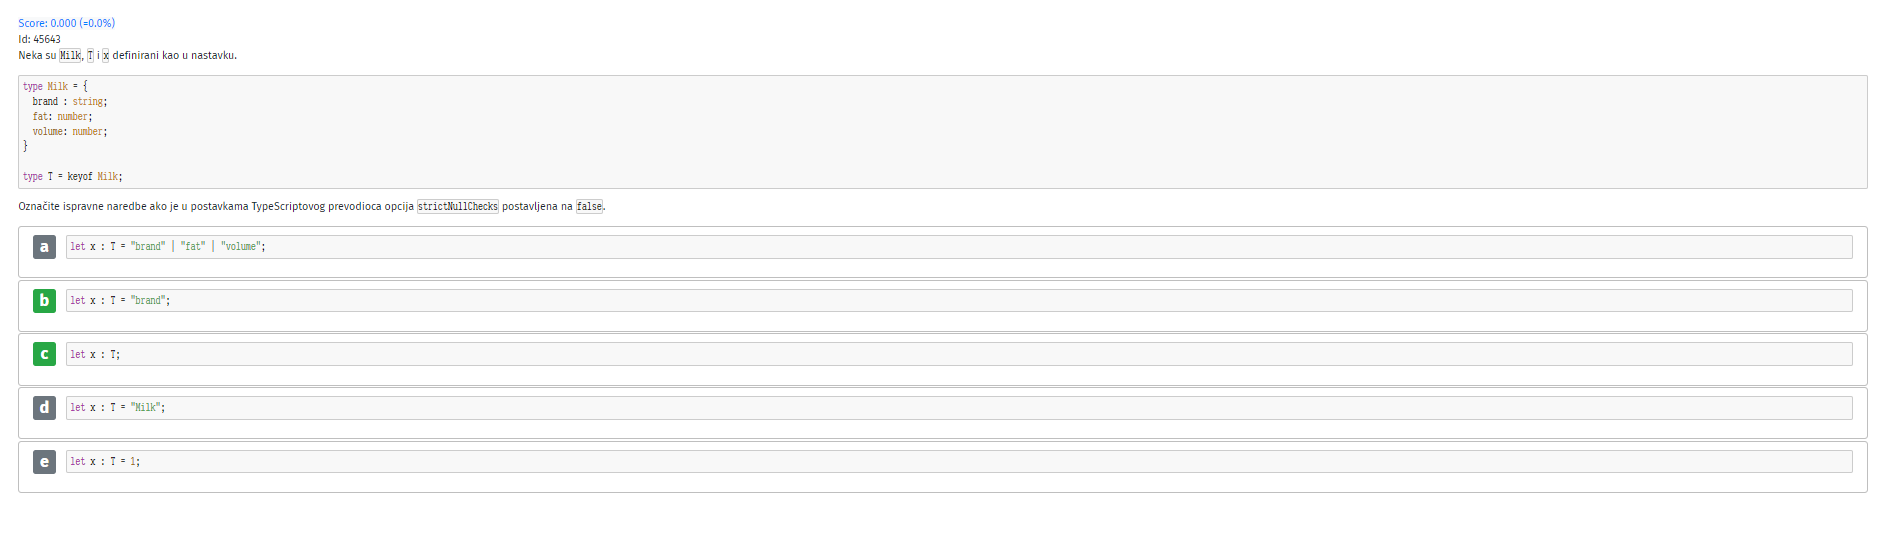 Score: 0.000 (=0.0%)
Id: 45643
Neka su Milk, T i x definirani kao u nastavku.
type Milk = {
  brand : string;
  fat: number;
  volume: number;
}
type T = keyof Milk;
Označite ispravne naredbe ako je u postavkama TypeScriptovog prevodioca opcija strictNullChecks postavljena na false.
a let x : T = "brand" | "fat" | "volume";
b let x : T = "brand";
c let x : T;
d let x : T = "Milk";
e let x : T = 1;